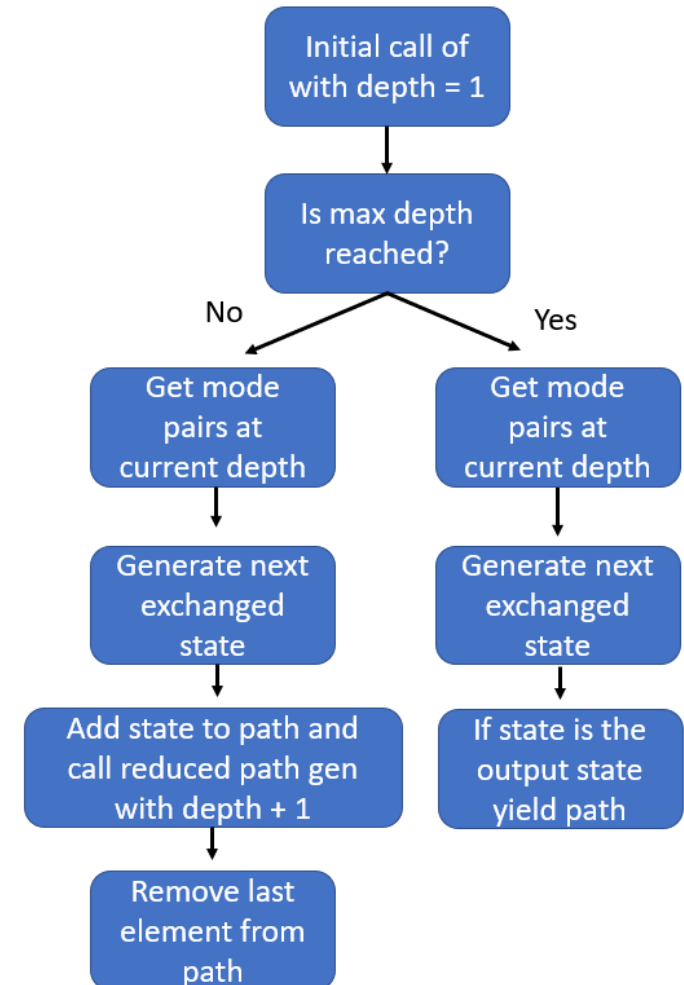 Initial call of
with depth = 1
Is max depth
reached?
No
Yes
Get mode
pairs at
current depth
Get mode
pairs at
current depth
Generate next
exchanged
state
Generate next
exchanged
state
Add state to path and
call reduced path gen
with depth + 1
If state is the
output state
yield path
Remove last
element from
path